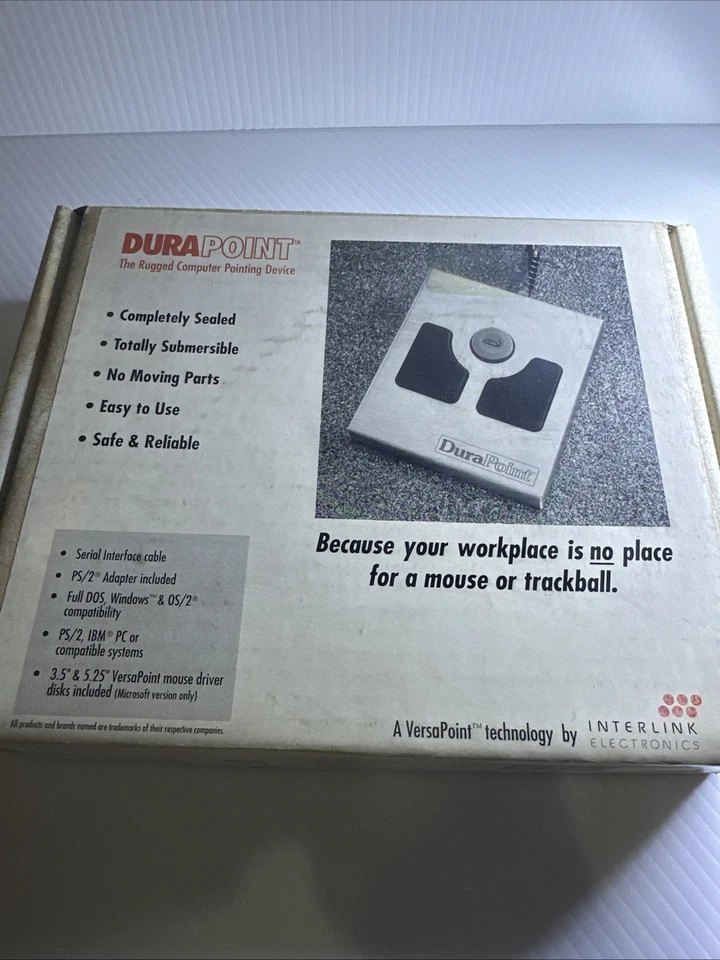 DURAPOINT™
The Rugged Computer Pointing Device
• Completely Sealed
• Totally Submersible
• No Moving Parts
• Easy to Use
• Safe & Reliable
DuraPoint
Because your workplace is no place
for a mouse or trackball.
• Serial Interface cable
• PS/2® Adapter included
• Full DOS, Windows™ & OS/2®
compatibility
• PS/2, IBM® PC or
compatible systems
• 3.5" & 5.25" VersaPoint mouse driver
disks included (Microsoft version only)
All products and brands named are trademarks of their respective companies.
A VersaPoint™ technology by
INTERLINK
ELECTRONICS